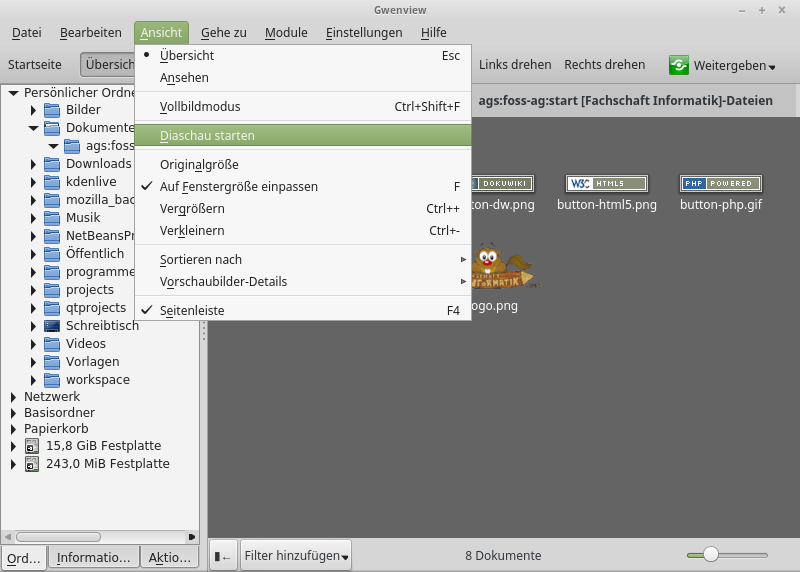 Gwenview
Datei Bearbeiten Ansicht Gehe zu Module Einstellungen Hilfe
Startseite Links drehen Rechts drehen Weitergeben
Übersicht Esc
Ansehen
Vollbildmodus Ctrl+Shift+F
Diaschau starten
Originalgröße
Auf Fenstergröße einpassen F
Vergrößern Ctrl++
Verkleinern Ctrl+-
Sortieren nach
Vorschaubilder-Details
Seitenleiste F4
ags:foss-ag:start [Fachschaft Informatik]-Dateien
Persönlicher Ordne
Bilder
Dokumente
ags:foss
Downloads
kdenlive
mozilla_bac
Musik
NetBeansPr
Öffentlich
programme
projects
qtprojects
Schreibtisch
Videos
Vorlagen
workspace
Netzwerk
Basisordner
Papierkorb
15,8 GiB Festplatte
243,0 MiB Festplatte
DOKUWIKI W3C HTML5 PHP POWERED
on-dw.png button-html5.png button-php.gif
ogo.png
Ord... Informatio... Aktio...
Filter hinzufügen 8 Dokumente